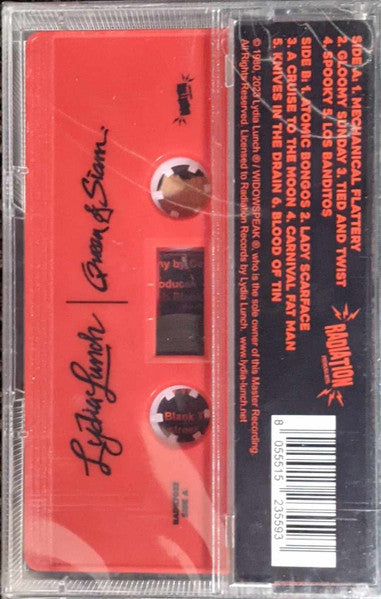 SIDE A: 1. MECHANICAL FLATTERY
2. GLOOMY SUNDAY 3. TIED AND TWIST
4. SPOOKY 5. LOS BANDITOS
SIDE B: 1. ATOMIC BONGOS 2. LADY SCARFACE
3. A CRUISE TO THE MOON 4. CARNIVAL FAT MAN
5. KNIVES IN THE DRAIN 6. BLOOD OF TIN
© 1980, 2023 Lydia Lunch ® / WIDOWSPEAK ®, who is the sole owner of this Master Recording.
All Rights Reserved. Licensed to Radiation Records by Lydia Lunch. www.lydia-lunch.net
RADIATION
8 055515 235593
Lydia Lunch | Queen of Siam.
SIDE A
Blank T